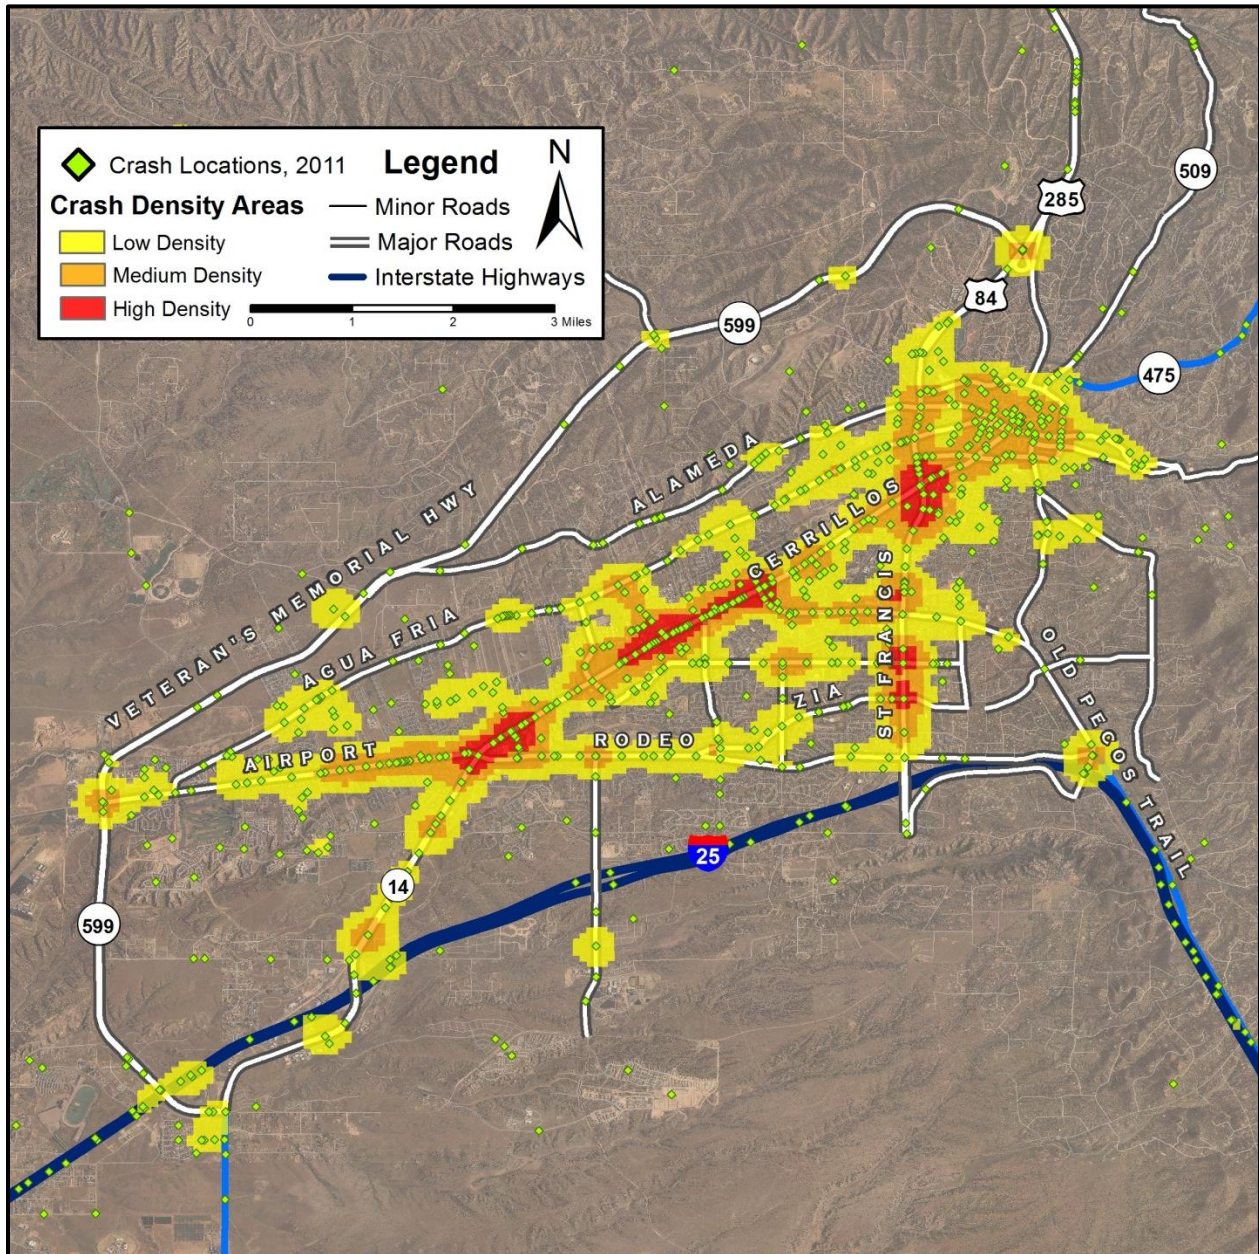 Crash Locations, 2011
Legend
N
Crash Density Areas
Minor Roads
Low Density
Major Roads
Medium Density
Interstate Highways
High Density
0 1 2 3 Miles
509
285
84
599
475
ALAMEDA
VETERAN'S MEMORIAL HWY
CERRILLOS
AGUA FRIA
ST FRANCIS
OLD PECOS TRAIL
ZIA
RODEO
AIRPORT
25
14
599